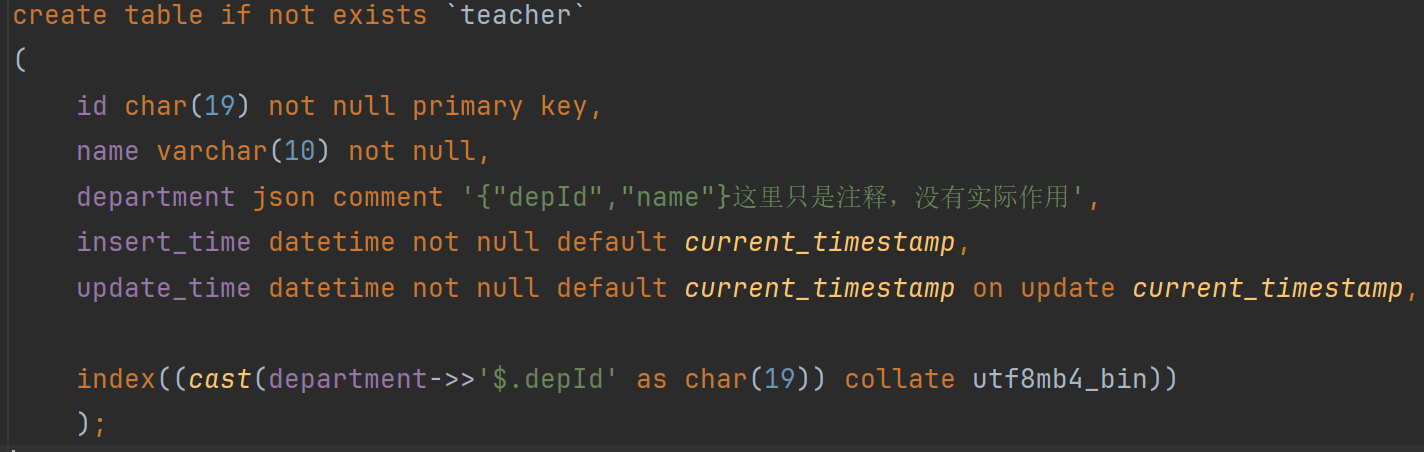 create table if not exists `teacher`
(
id char(19) not null primary key,
name varchar(10) not null,
department json comment '{"depId","name"}这里只是注释，没有实际作用',
insert_time datetime not null default current_timestamp,
update_time datetime not null default current_timestamp on update current_timestamp,
index((cast(department->>'$.depId' as char(19)) collate utf8mb4_bin))
);